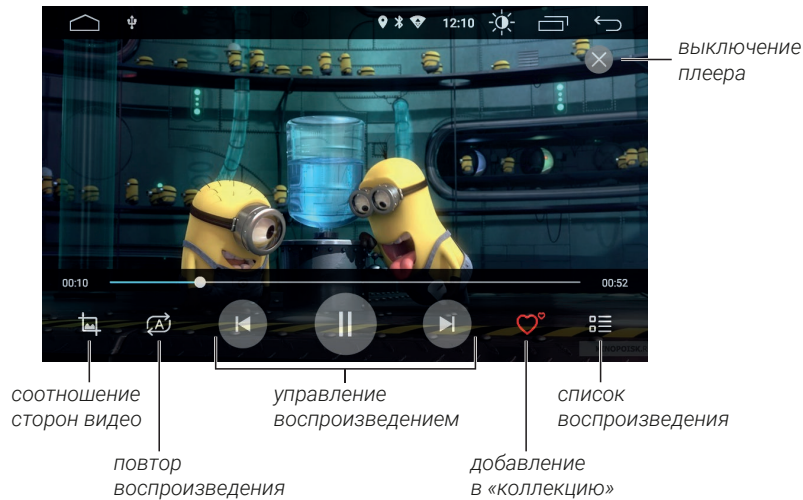 12:10
выключение
плеера
00:10
00:52
A
соотношение
сторон видео
управление
воспроизведением
список
воспроизведения
повтор
воспроизведения
добавление
в «коллекцию»